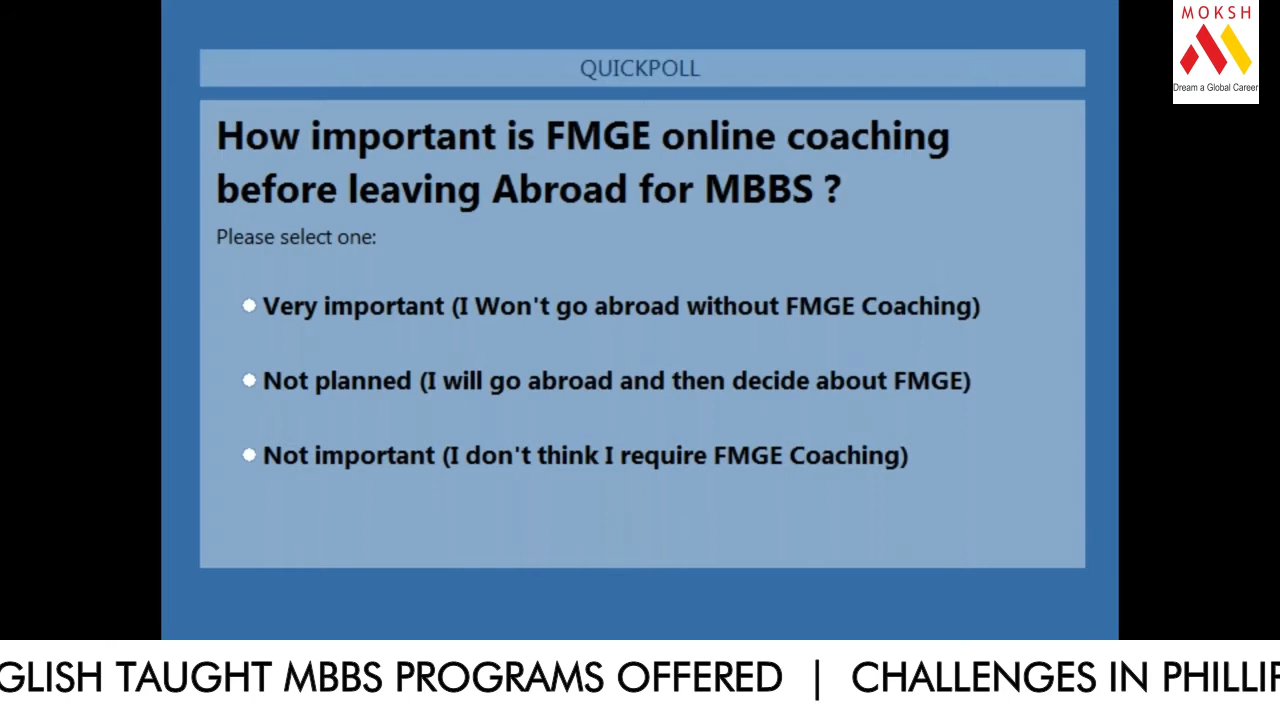 MOKSH
Dream a Global Career
QUICKPOLL
How important is FMGE online coaching
before leaving Abroad for MBBS ?
Please select one:
Very important (I Won't go abroad without FMGE Coaching)
Not planned (I will go abroad and then decide about FMGE)
Not important (I don't think I require FMGE Coaching)
GLISH TAUGHT MBBS PROGRAMS OFFERED | CHALLENGES IN PHILLIP